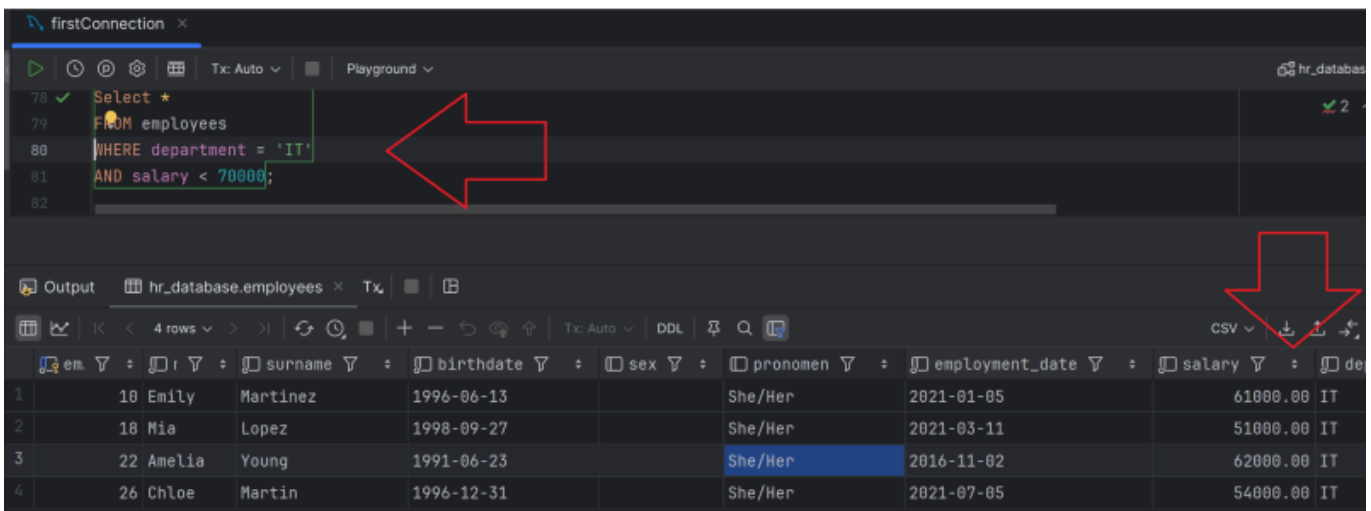 firstConnection ×
Tx: Auto Playground hr_databas
78 Select *
79 FROM employees
80 WHERE department = 'IT'
81 AND salary < 70000;
82
2
Output hr_database.employees × Tx
4 rows Tx: Auto DDL CSV
em. r surname birthdate sex pronomen employment_date salary de
1 10 Emily Martinez 1996-06-13 She/Her 2021-01-05 61000.00 IT
2 18 Mia Lopez 1998-09-27 She/Her 2021-03-11 51000.00 IT
3 22 Amelia Young 1991-06-23 She/Her 2016-11-02 62000.00 IT
4 26 Chloe Martin 1996-12-31 She/Her 2021-07-05 54000.00 IT